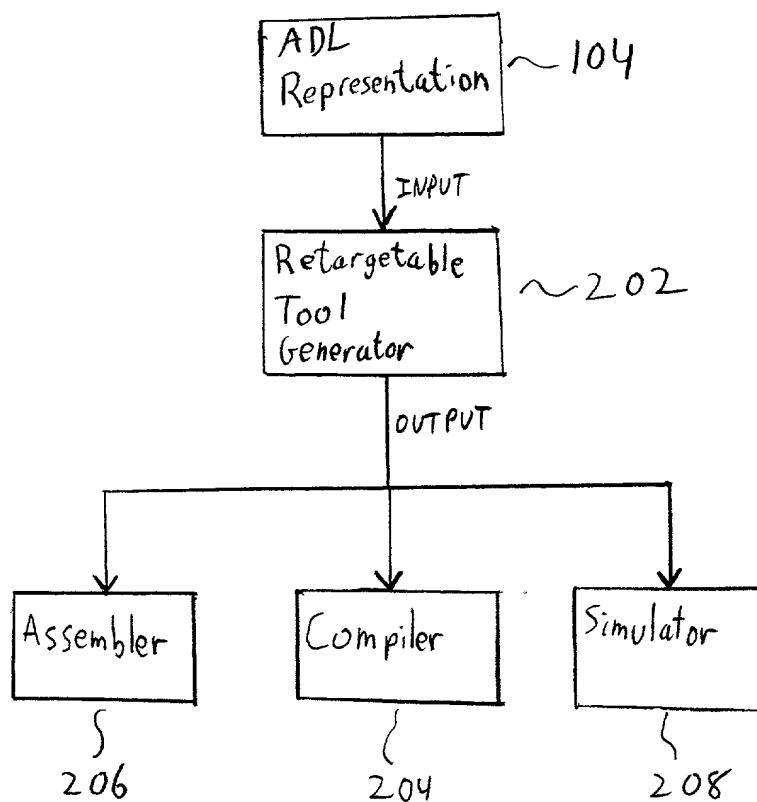 ADL
Representation
104
INPUT
Retargetable
Tool
Generator
202
OUTPUT
Assembler
Compiler
Simulator
206
204
208